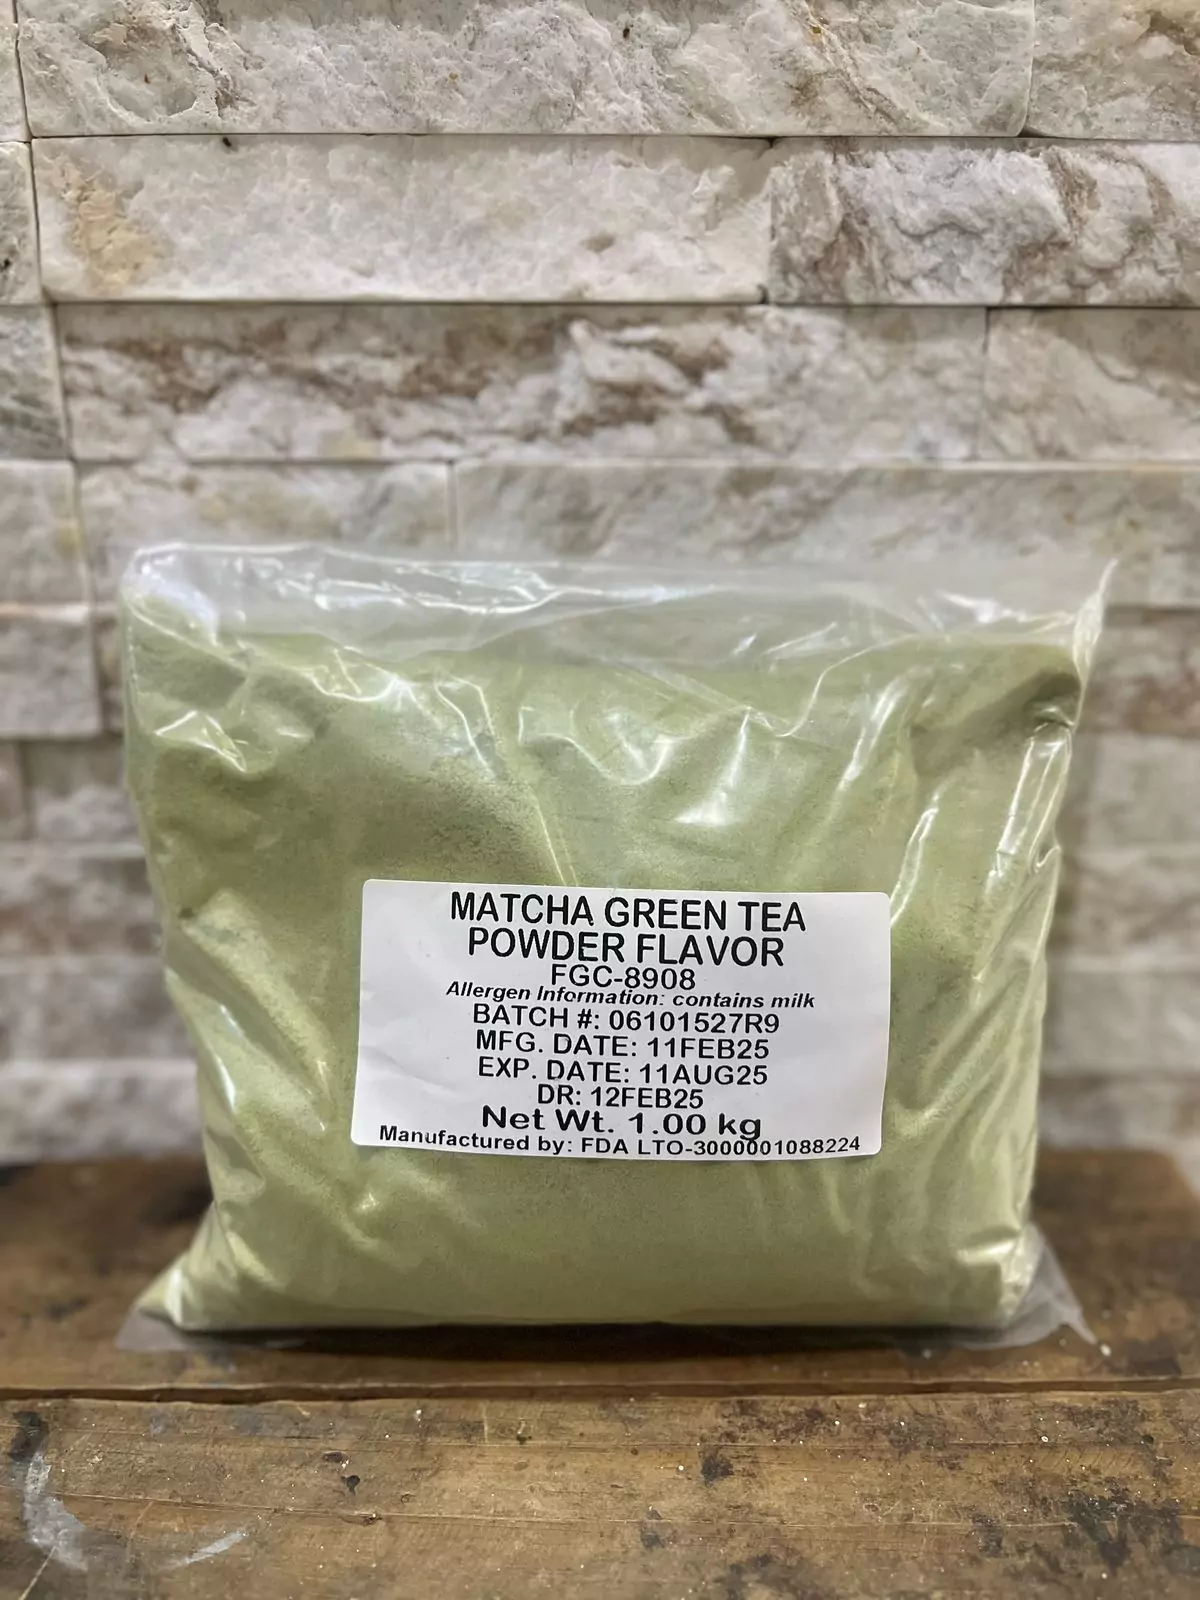 MATCHA GREEN TEA
POWDER FLAVOR
FGC-8908
Allergen Information: contains milk
BATCH #: 06101527R9
MFG. DATE: 11FEB25
EXP. DATE: 11AUG25
DR: 12FEB25
Net Wt. 1.00 kg
Manufactured by: FDA LTO-3000001088224